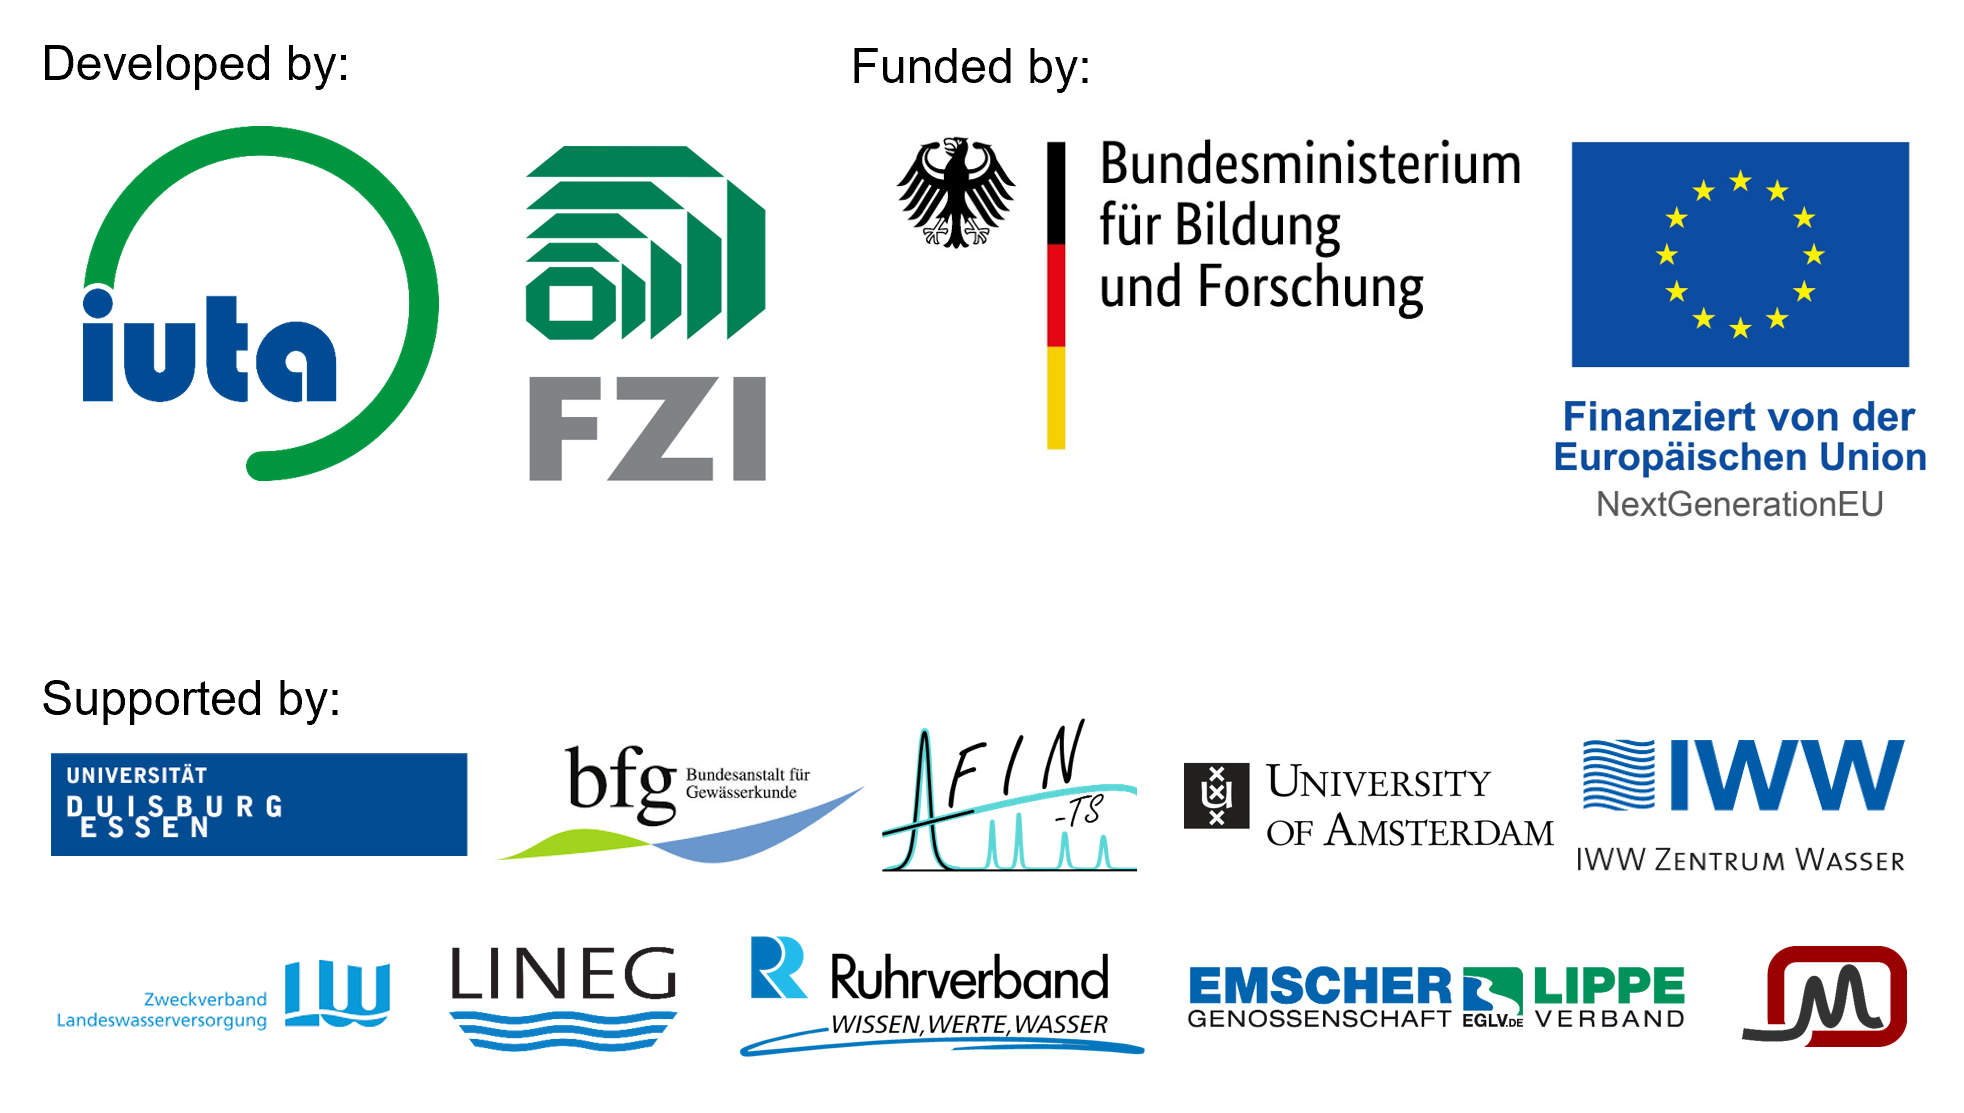 Developed by:
iuta
FZI
Funded by:
Bundesministerium
für Bildung
und Forschung
Finanziert von der
Europäischen Union
NextGenerationEU
Supported by:
UNIVERSITÄT
DUISBURG
ESSEN
bfg
Bundesanstalt für
Gewässerkunde
FIN
-TS
UNIVERSITY
OF AMSTERDAM
IWW
IWW ZENTRUM WASSER
Zweckverband
Landeswasserversorgung
LW
LINEG
Ruhrverband
WISSEN, WERTE, WASSER
EMSCHER
GENOSSENSCHAFT
EGLV.DE
LIPPE
VERBAND
M